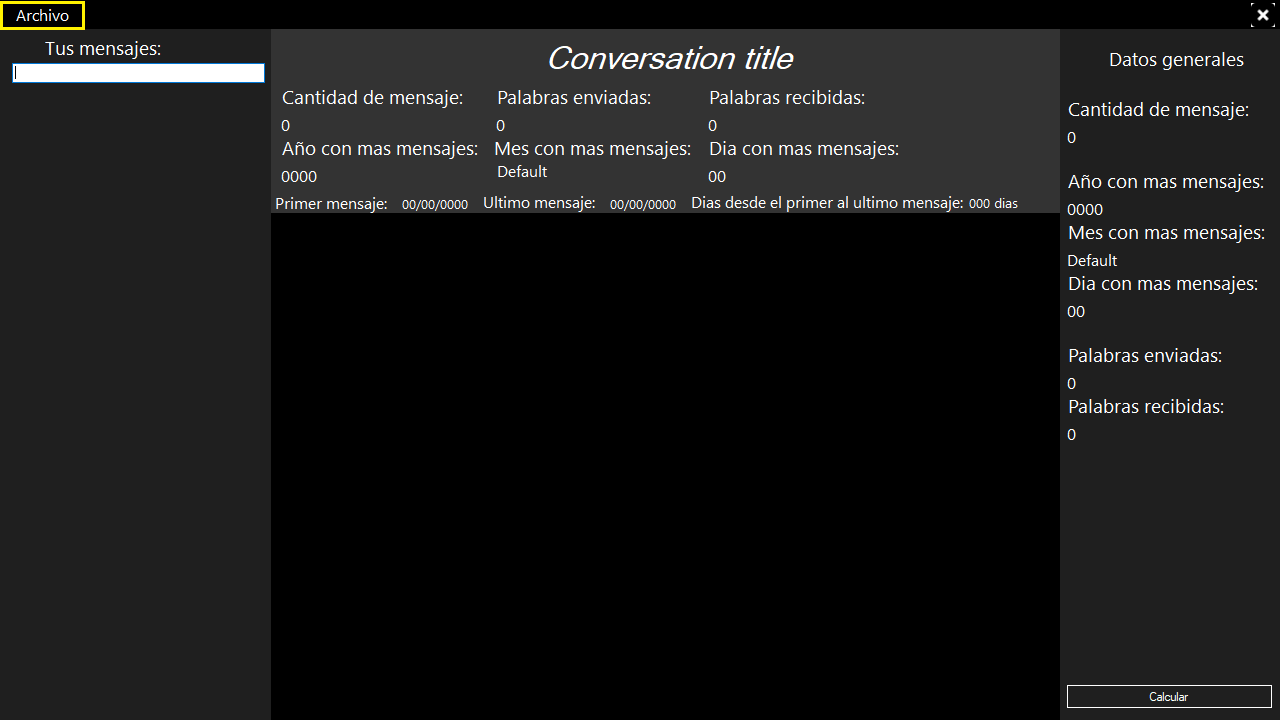 Archivo
Tus mensajes:
Conversation title
Cantidad de mensaje: Palabras enviadas: Palabras recibidas:
0 0 0
Año con mas mensajes: Mes con mas mensajes: Dia con mas mensajes:
0000 Default 00
Primer mensaje: 00/00/0000 Ultimo mensaje: 00/00/0000 Dias desde el primer al ultimo mensaje: 000 dias
Datos generales
Cantidad de mensaje:
0
Año con mas mensajes:
0000
Mes con mas mensajes:
Default
Dia con mas mensajes:
00
Palabras enviadas:
0
Palabras recibidas:
0
Calcular